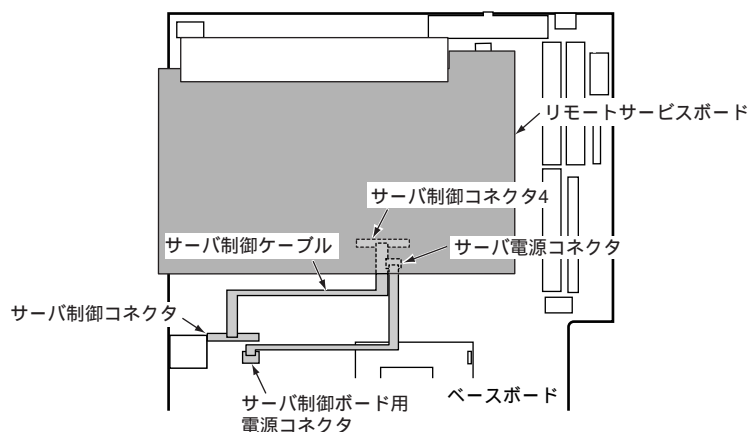 リモートサービスボード
サーバ制御コネクタ4
サーバ制御ケーブル
サーバ電源コネクタ
サーバ制御コネクタ
ベースボード
サーバ制御ボード用
電源コネクタ